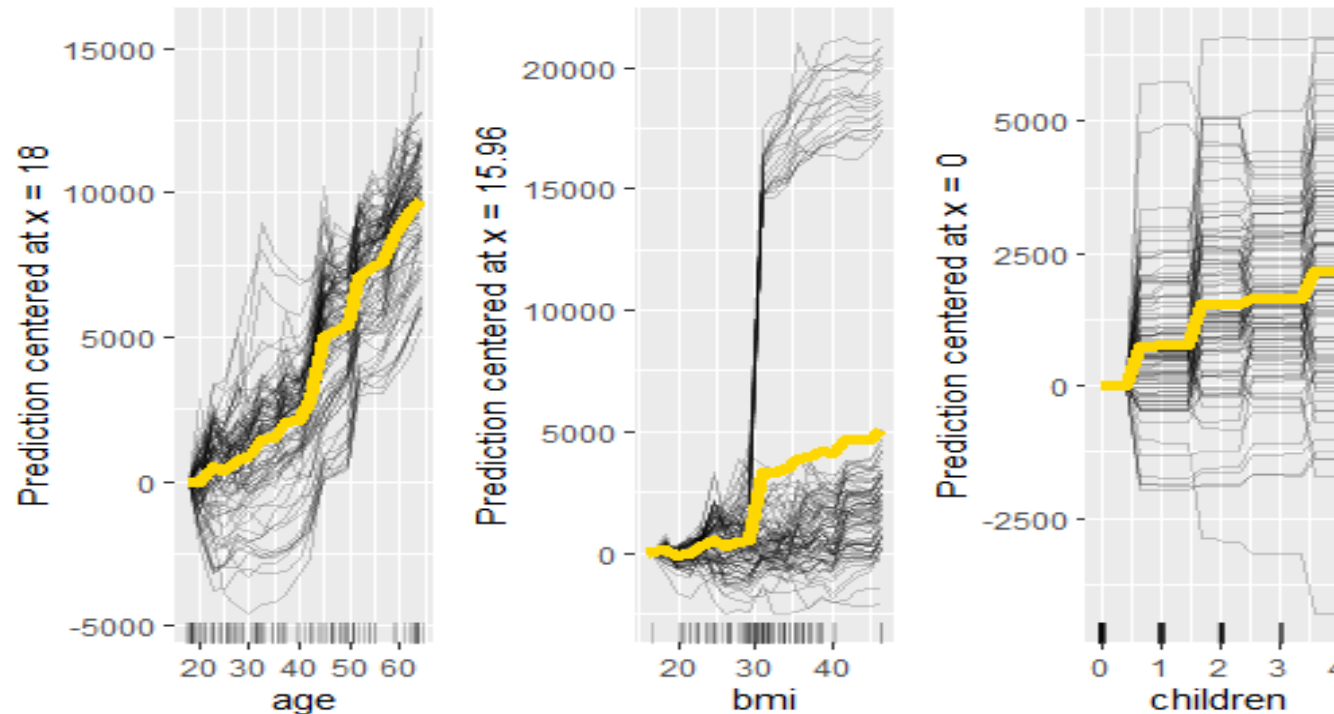 Prediction centered at x = 18
15000
10000
5000
0
-5000
20 30 40 50 60
age
Prediction centered at x = 15.96
20000
15000
10000
5000
0
20 30 40
bmi
Prediction centered at x = 0
5000
2500
0
-2500
0 1 2 3 4
children